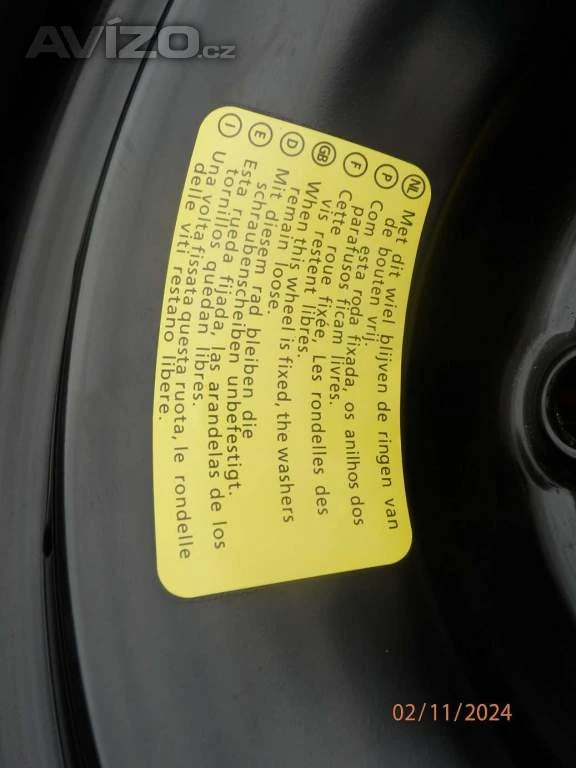 AVÍZO.cz
NL Met dit wiel blijven de ringen van
de bouten vrij.
P Com esta roda fixada, os anilhos dos
parafusos ficam livres.
F Cette roue fixée, Les rondelles des
vis restent libres.
GB When this wheel is fixed, the washers
remain loose.
D Mit diesem rad bleiben die
schraubenscheiben unbefestigt.
E Esta rueda fijada, las arandelas de los
tornillos quedan libres.
I Una volta fissata questa ruota, le rondelle
delle viti restano libere.
02/11/2024